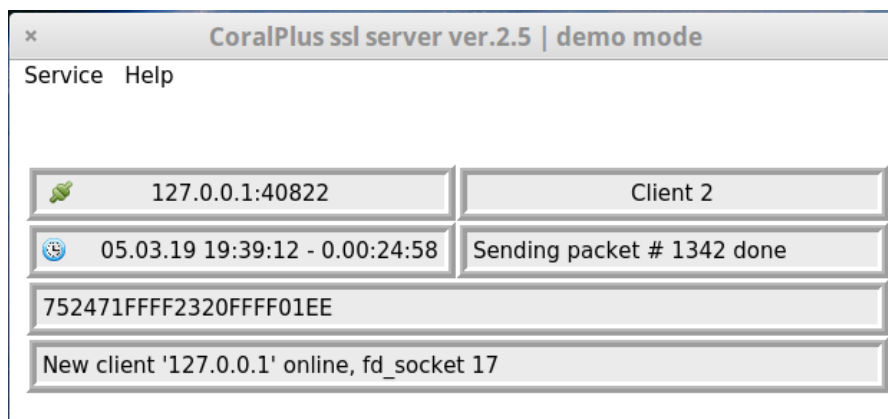 CoralPlus ssl server ver.2.5 | demo mode
Service Help
127.0.0.1:40822
Client 2
05.03.19 19:39:12 - 0.00:24:58
Sending packet # 1342 done
752471FFFF2320FFFF01EE
New client '127.0.0.1' online, fd_socket 17